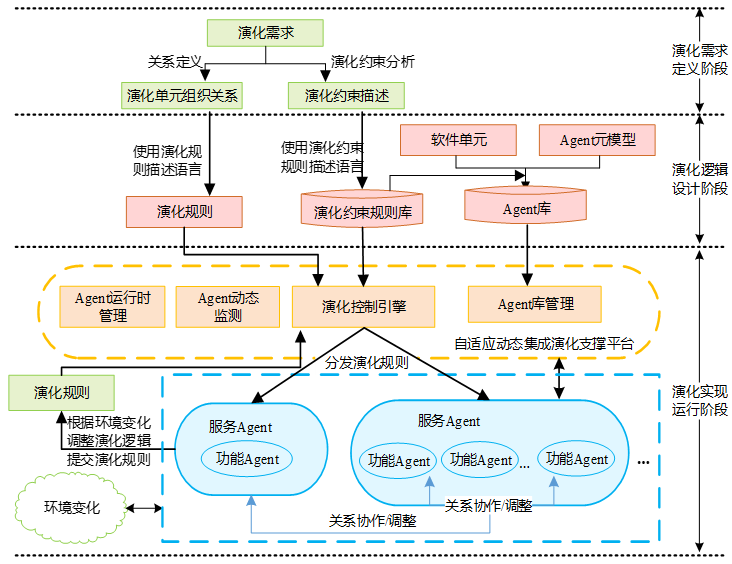 演化需求
关系定义
演化约束分析
演化单元组织关系
演化约束描述
演化需求
定义阶段
使用演化规
则描述语言
使用演化约束
规则描述语言
软件单元
Agent元模型
演化规则
演化约束规则库
Agent库
演化逻辑
设计阶段
Agent运行时
管理
Agent动态
监测
演化控制引擎
Agent库管理
自适应动态集成演化支撑平台
分发演化规则
演化规则
根据环境变化
调整演化逻辑
提交演化规则
服务Agent
功能Agent
服务Agent
功能Agent
功能Agent
...
功能Agent
...
关系协作/调整
关系协作/调整
环境变化
演化实现
运行阶段